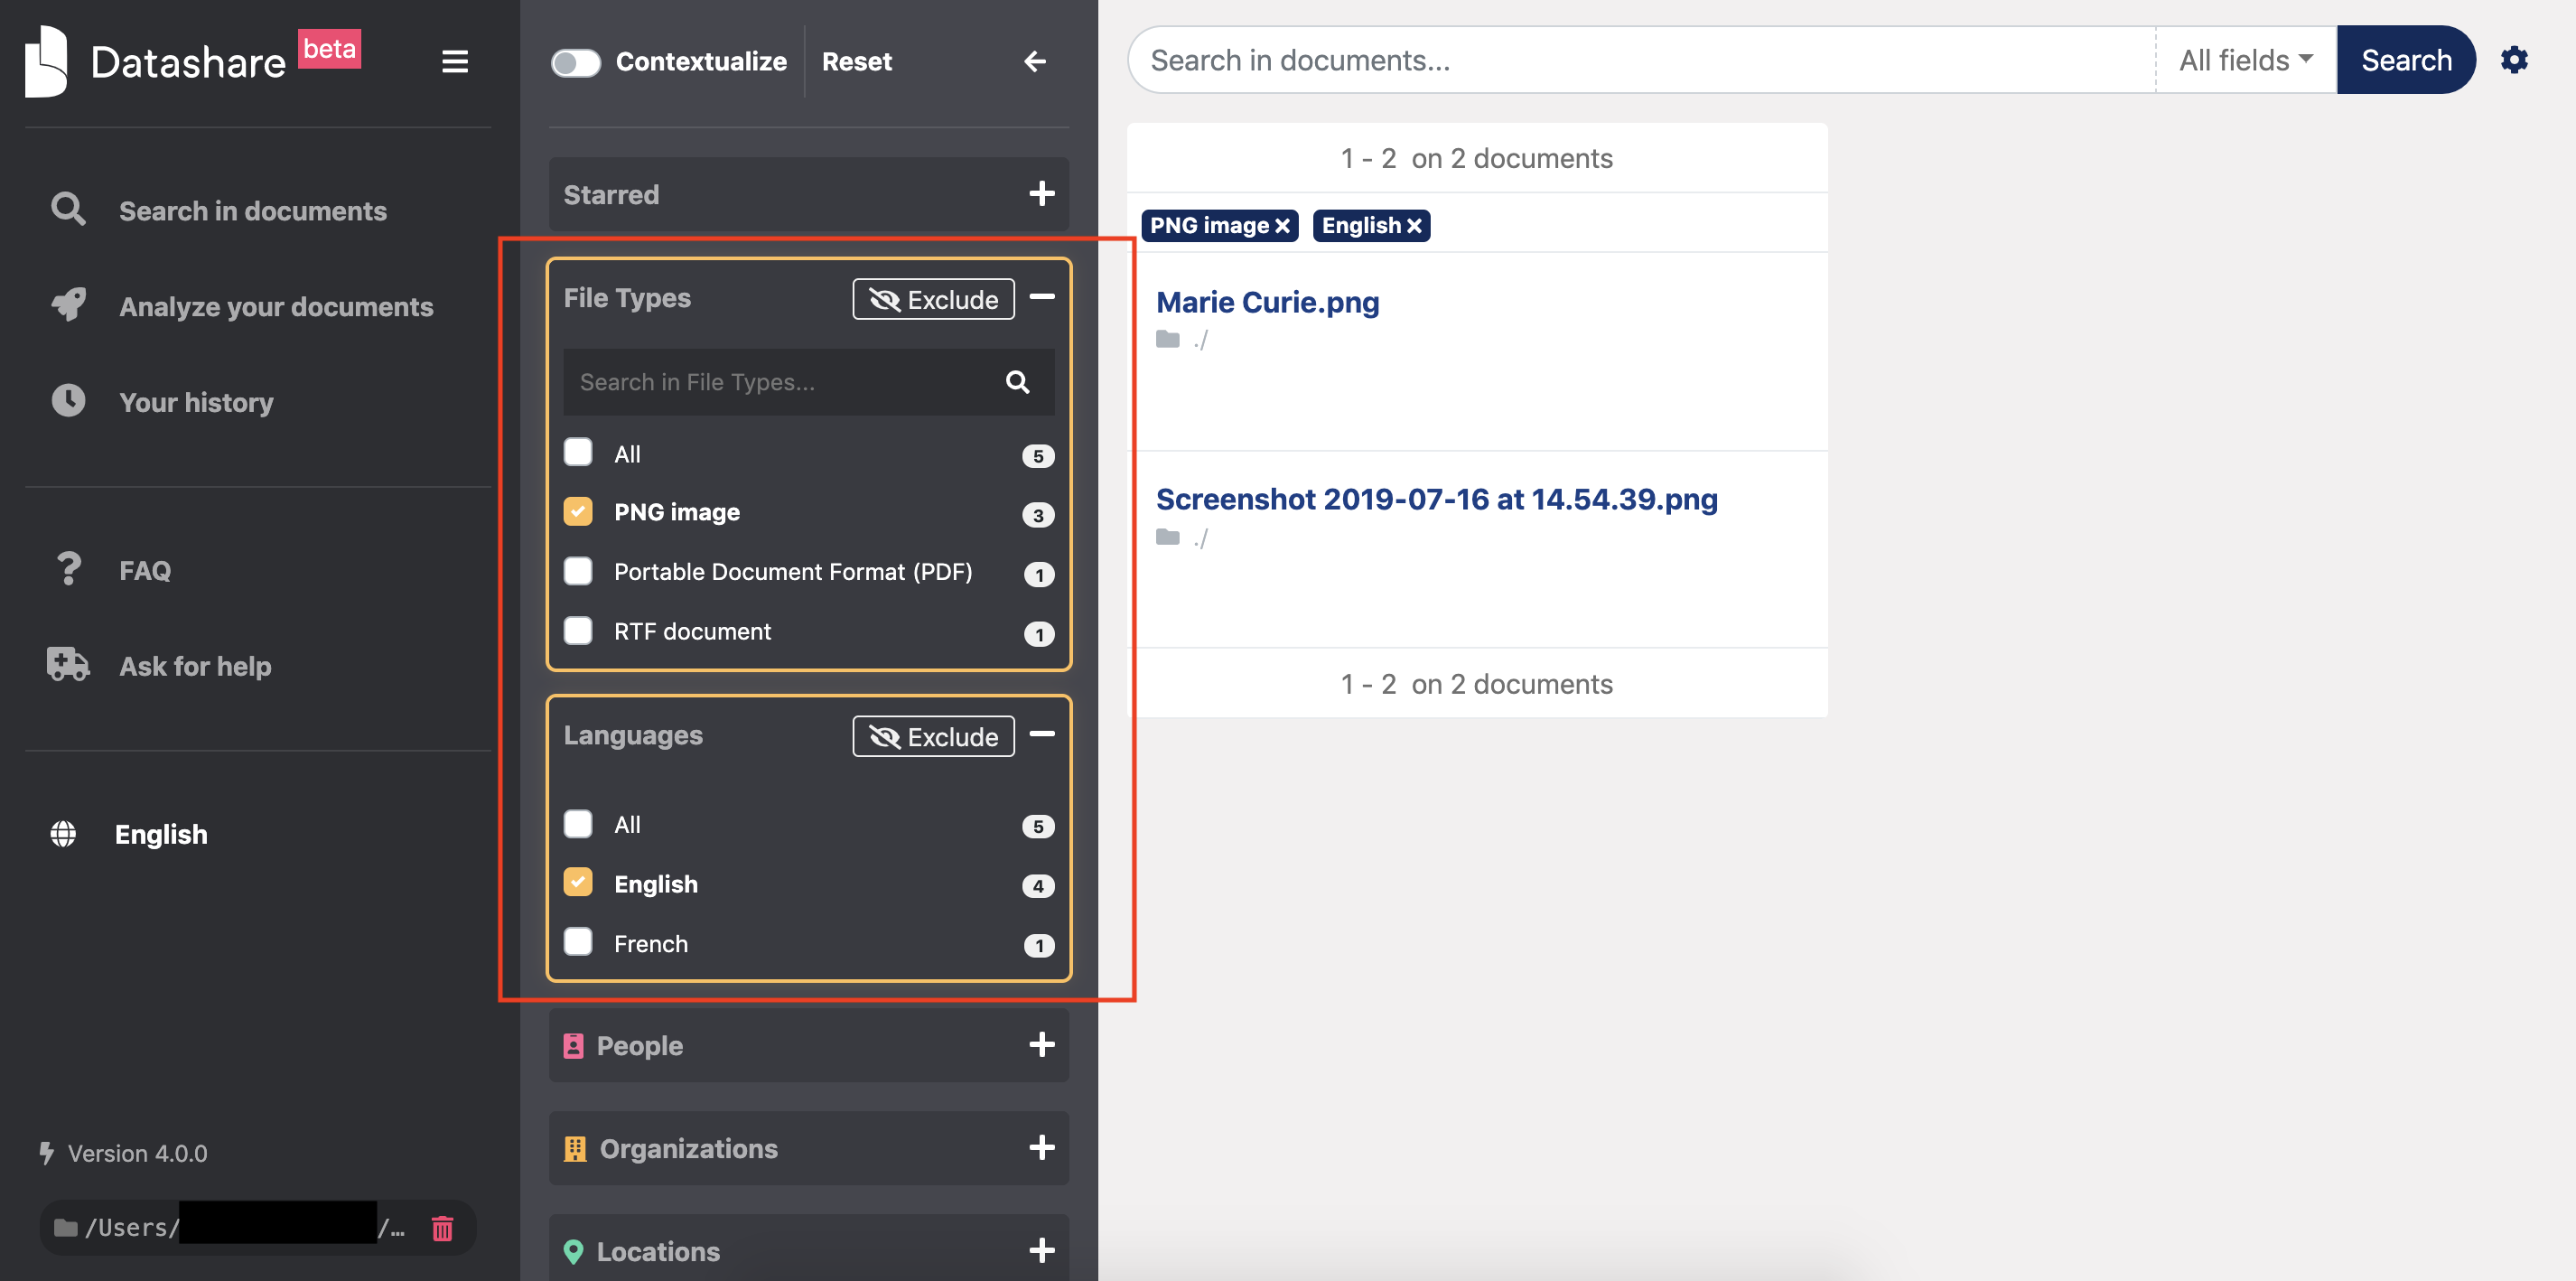 Datashare beta
Search in documents
Analyze your documents
Your history
FAQ
Ask for help
English
Version 4.0.0
/Users/ /…
Contextualize
Reset
Starred
File Types
Exclude
Search in File Types...
All 5
PNG image 3
Portable Document Format (PDF) 1
RTF document 1
Languages
Exclude
All 5
English 4
French 1
People
Organizations
Locations
Search in documents...
All fields
Search
1 - 2 on 2 documents
PNG image
English
Marie Curie.png
./
Screenshot 2019-07-16 at 14.54.39.png
./
1 - 2 on 2 documents